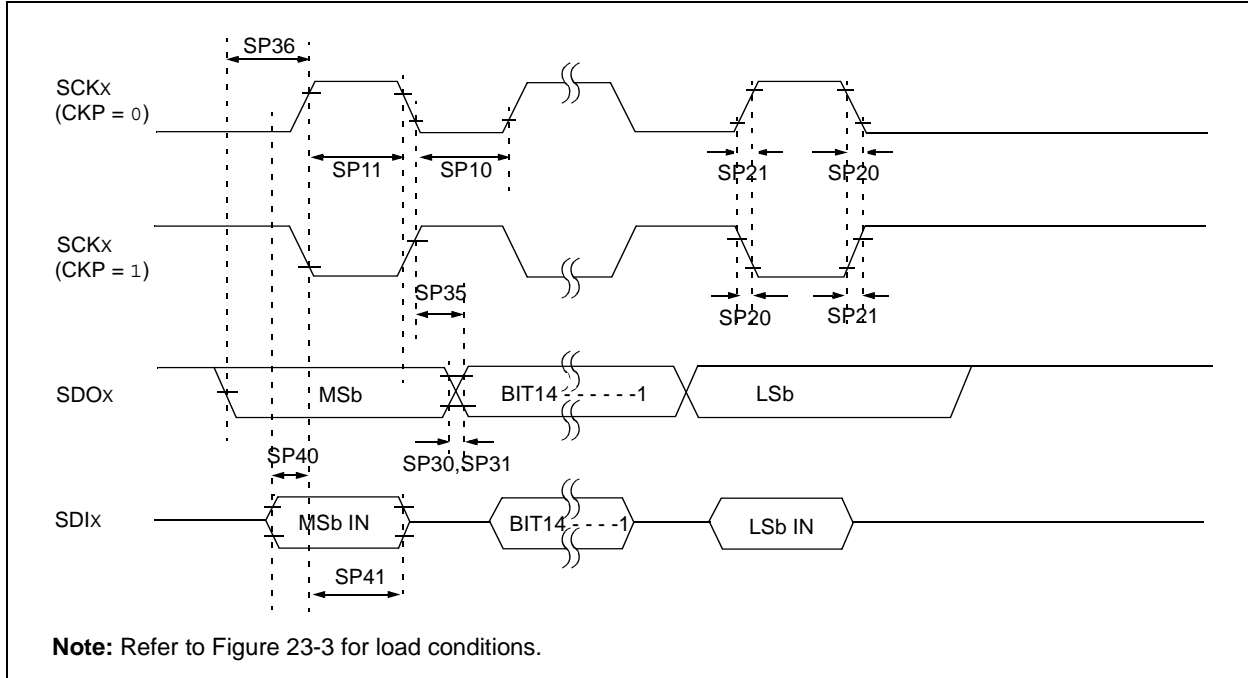 SP36
SCKX
(CKP = 0)
SP11
SP10
SP21
SP20
SCKX
(CKP = 1)
SP35
SP20
SP21
SDOX
MSb
BIT14 - - - - - -1
LSb
SP40
SP30,SP31
SDIX
MSb IN
BIT14 - - - -1
LSb IN
SP41
Note: Refer to Figure 23-3 for load conditions.